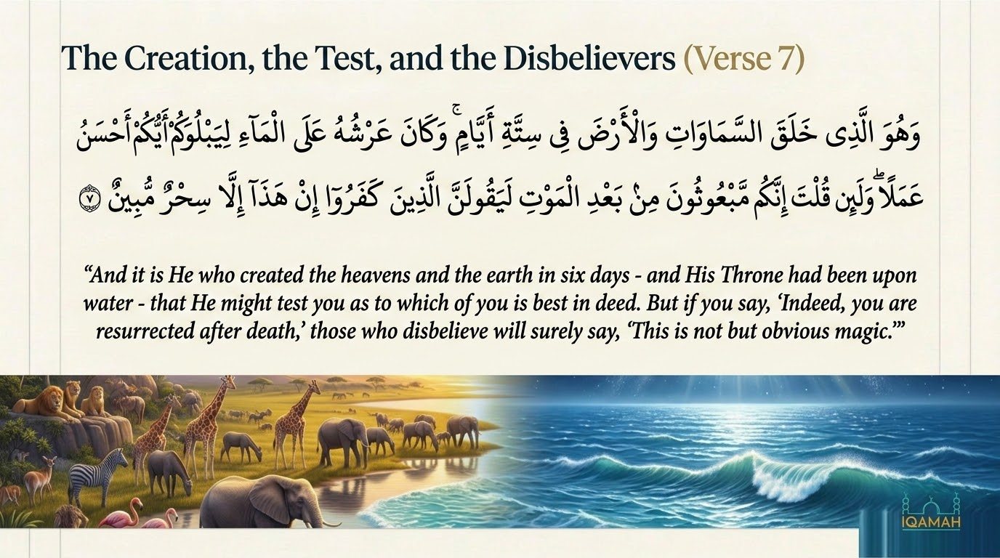 The Creation, the Test, and the Disbelievers (Verse 7)
وَهُوَ الَّذِى خَلَقَ السَّمَاوَاتِ وَالْأَرْضَ فِى سِتَّةِ أَيَّامٍ ۚ وَكَانَ عَرْشُهُ عَلَى الْمَآءِ لِيَبْلُوَكُمْ أَيُّكُمْ أَحْسَنُ
عَمَلًا ۗ وَلَئِن قُلْتَ إِنَّكُم مَّبْعُوثُونَ مِنۢ بَعْدِ الْمَوْتِ لَيَقُولَنَّ الَّذِينَ كَفَرُوٓا إِنْ هَذَآ إِلَّا سِحْرٌ مُّبِينٌ ٧
“And it is He who created the heavens and the earth in six days - and His Throne had been upon
water - that He might test you as to which of you is best in deed. But if you say, ‘Indeed, you are
resurrected after death,’ those who disbelieve will surely say, ‘This is not but obvious magic.’”
IQAMAH